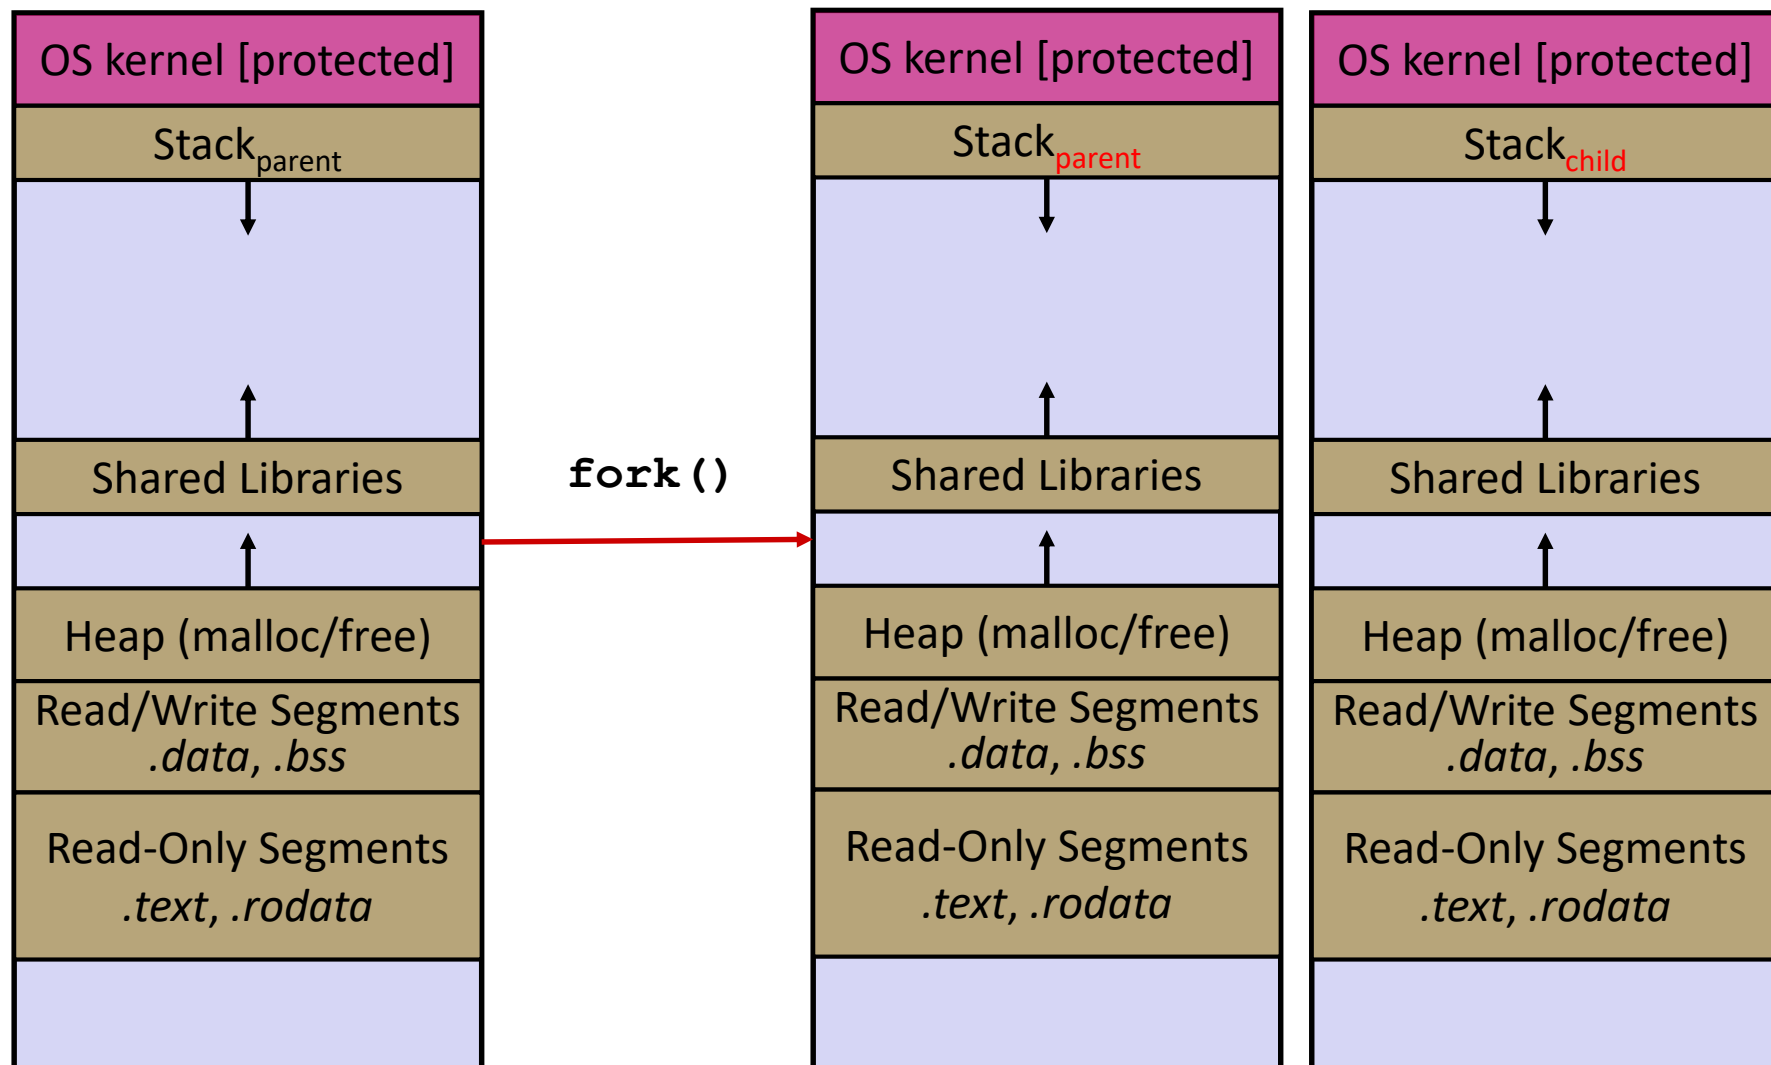 OS kernel [protected]
Stackparent
Shared Libraries
Heap (malloc/free)
Read/Write Segments
.data, .bss
Read-Only Segments
.text, .rodata
fork()
OS kernel [protected]
Stackparent
Shared Libraries
Heap (malloc/free)
Read/Write Segments
.data, .bss
Read-Only Segments
.text, .rodata
OS kernel [protected]
Stackchild
Shared Libraries
Heap (malloc/free)
Read/Write Segments
.data, .bss
Read-Only Segments
.text, .rodata